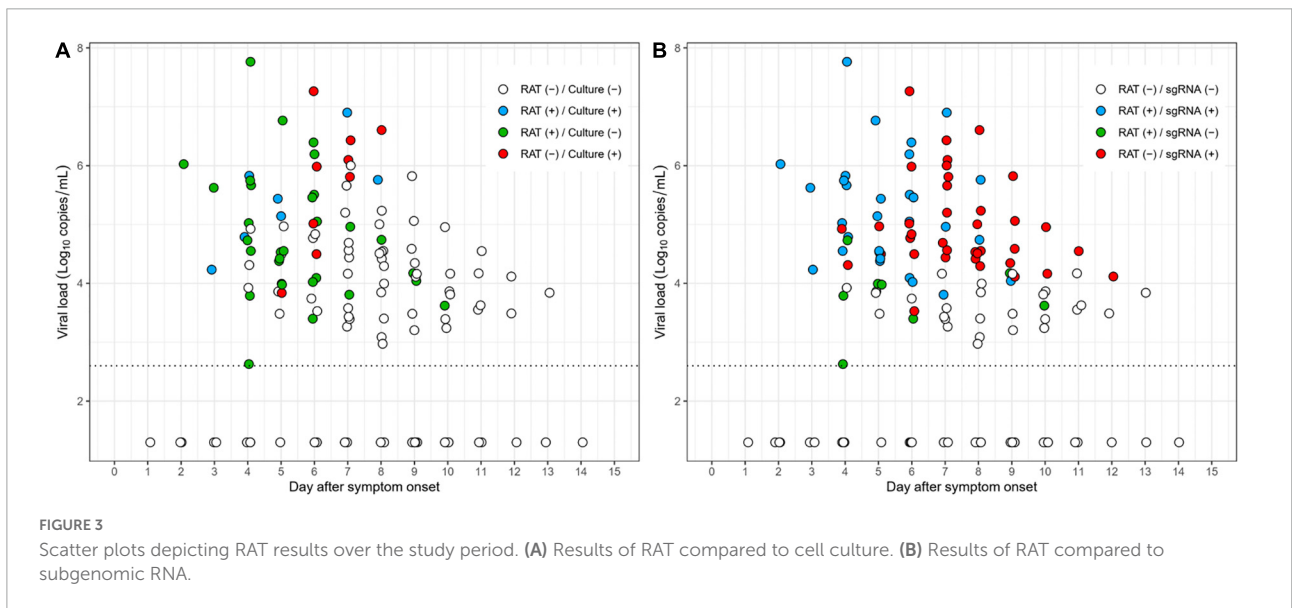 A
8
6
4
2
Viral load (Log10 copies/mL)
RAT (−) / Culture (−)
RAT (+) / Culture (+)
RAT (+) / Culture (−)
RAT (−) / Culture (+)
0 1 2 3 4 5 6 7 8 9 10 11 12 13 14 15
Day after symptom onset
B
8
6
4
2
Viral load (Log10 copies/mL)
RAT (−) / sgRNA (−)
RAT (+) / sgRNA (+)
RAT (+) / sgRNA (−)
RAT (−) / sgRNA (+)
0 1 2 3 4 5 6 7 8 9 10 11 12 13 14 15
Day after symptom onset
FIGURE 3
Scatter plots depicting RAT results over the study period. (A) Results of RAT compared to cell culture. (B) Results of RAT compared to
subgenomic RNA.